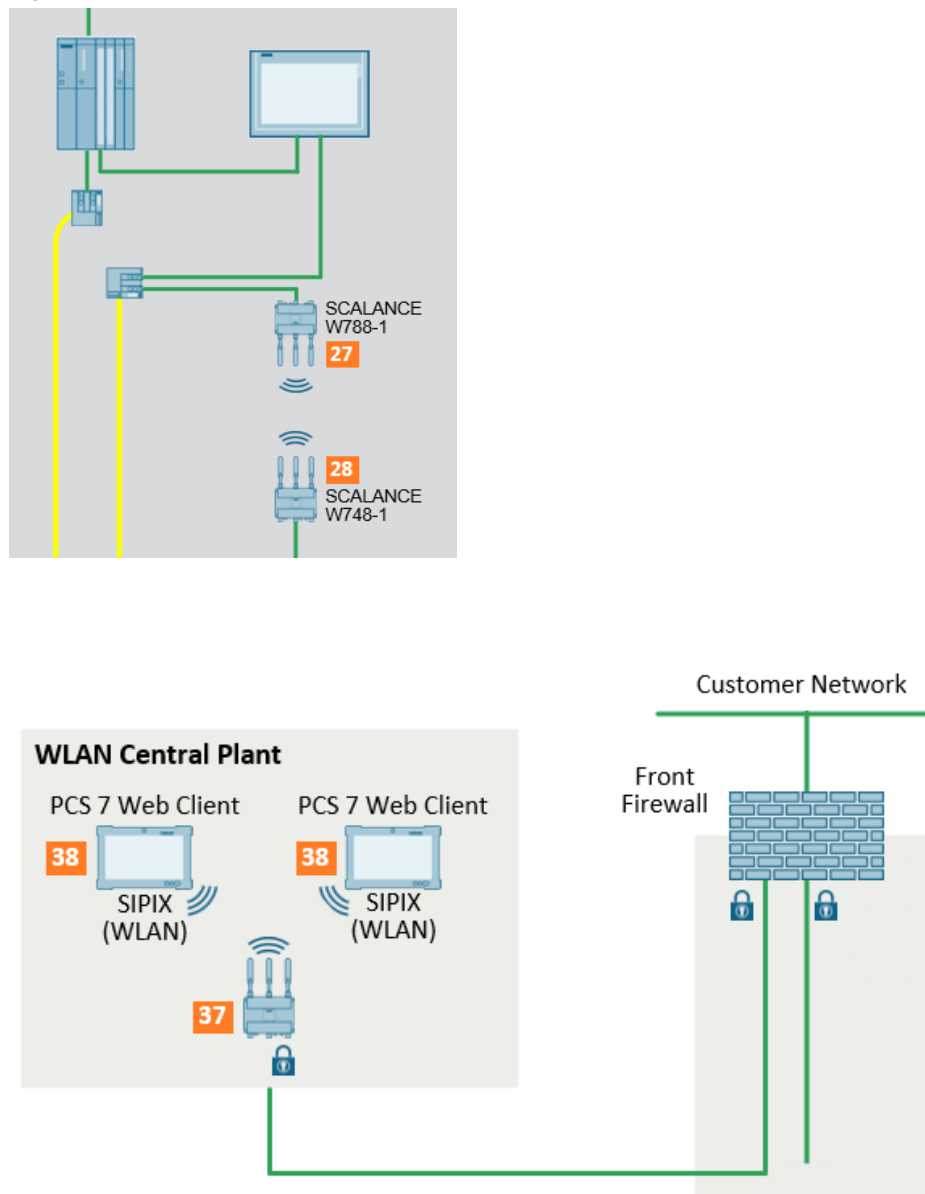 SCALANCE
W788-1
27
28
SCALANCE
W748-1
Customer Network
WLAN Central Plant
Front
Firewall
PCS 7 Web Client
PCS 7 Web Client
38
38
SIPIX
(WLAN)
SIPIX
(WLAN)
37